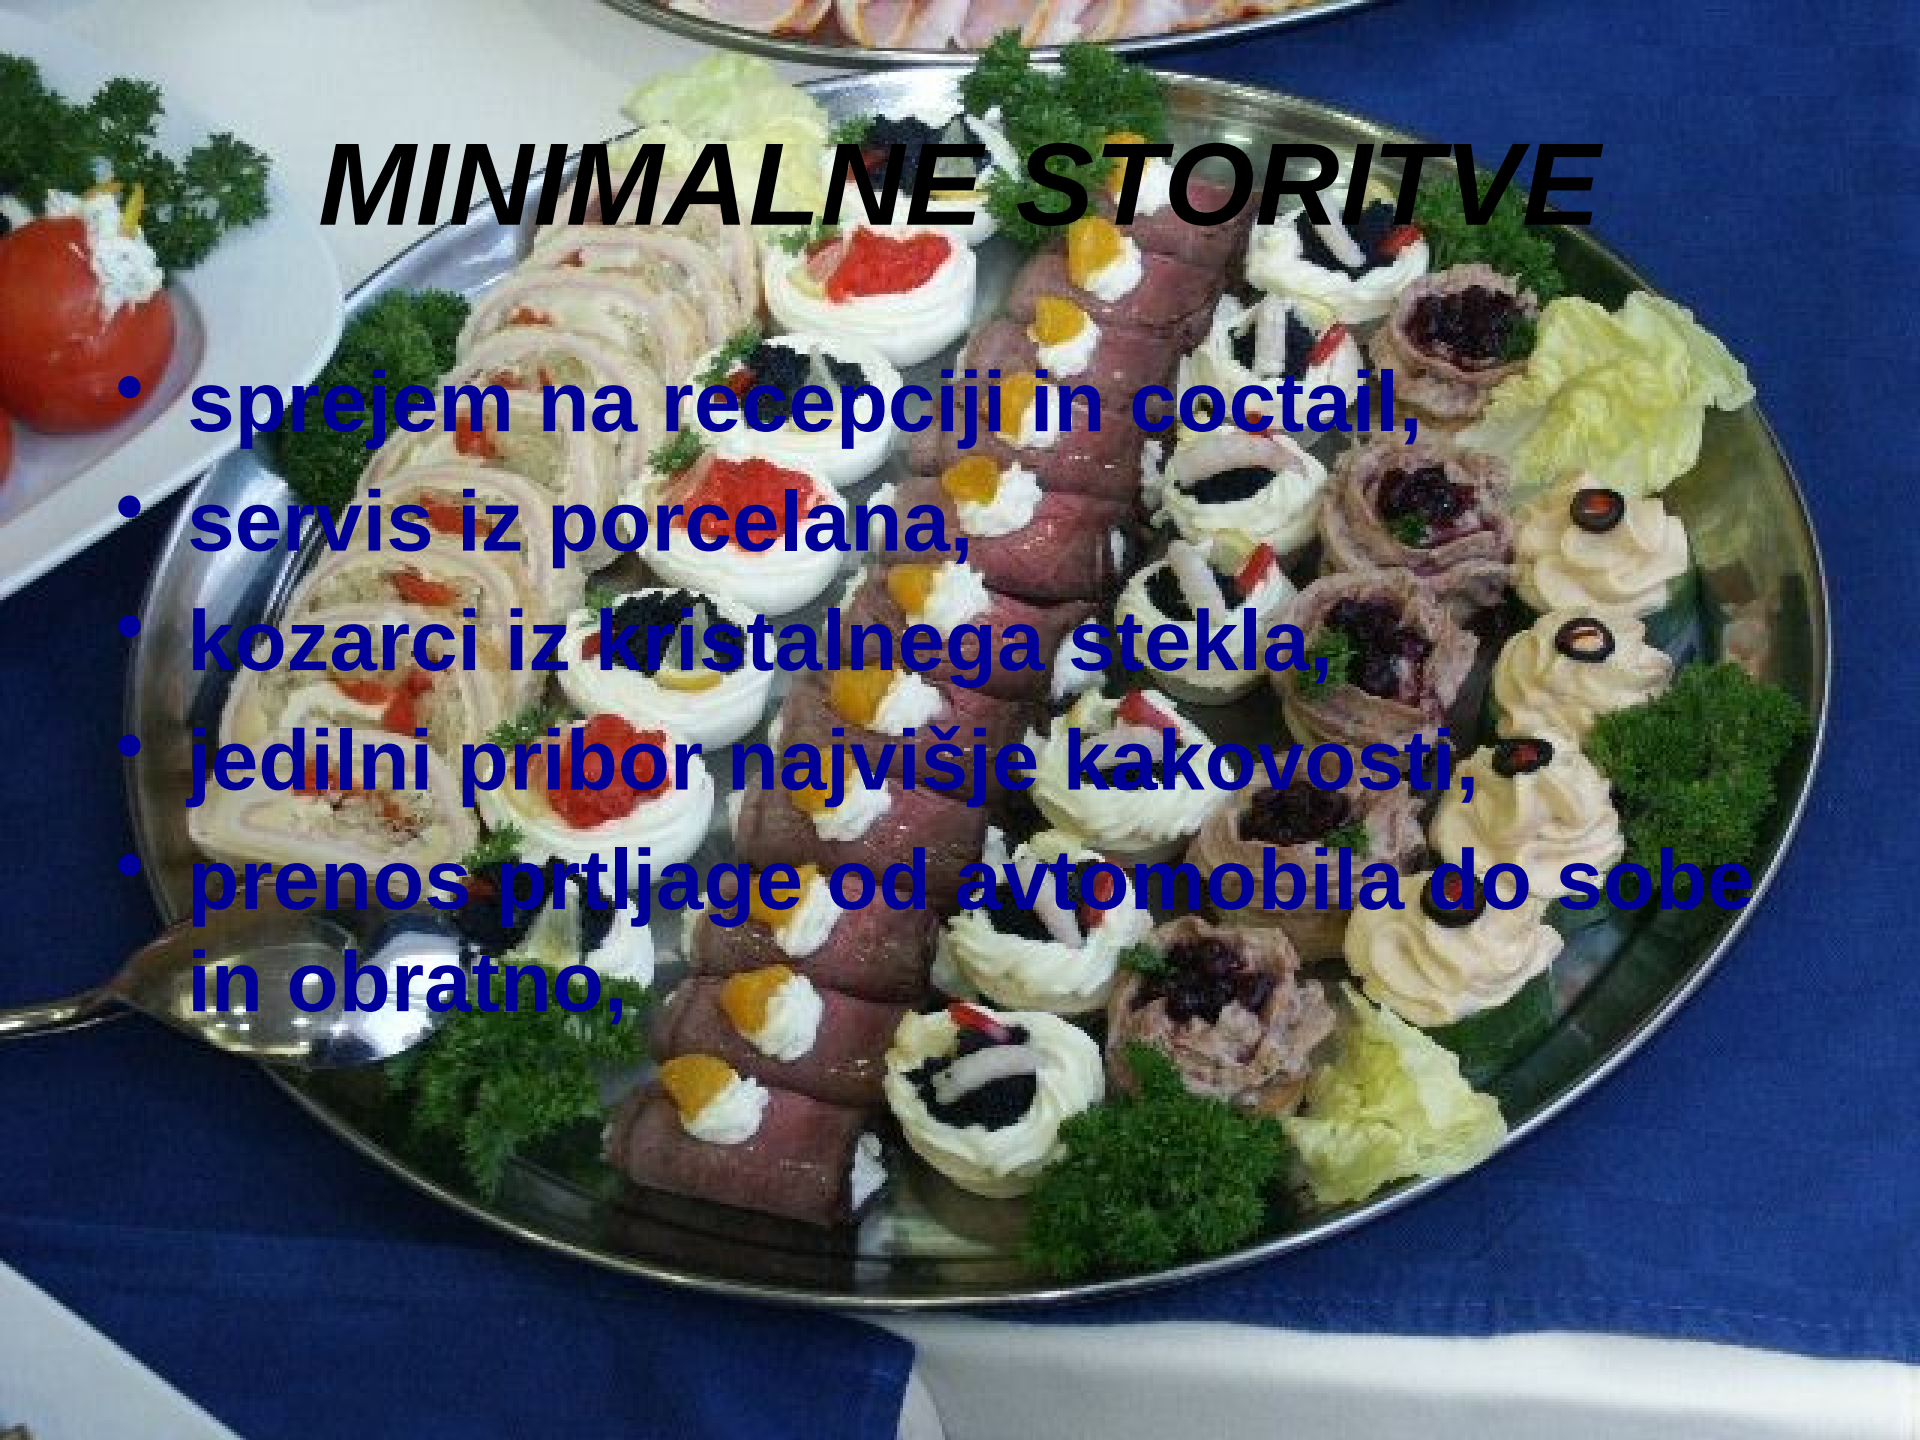 MINIMALNE STORITVE
• sprejem na recepciji in coctail,
• servis iz porcelana,
• kozarci iz kristalnega stekla,
• jedilni pribor najvišje kakovosti,
• prenos prtljage od avtomobila do sobe
in obratno,